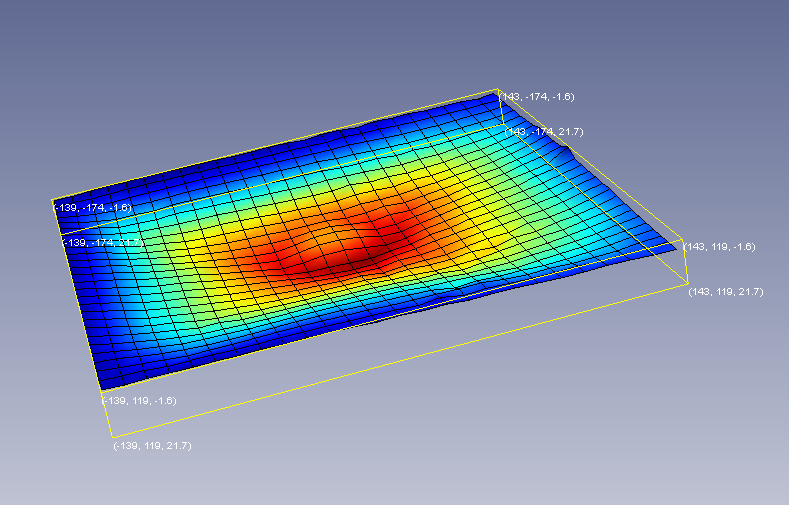 (143, -174, -1.6)
(143, -174, 21.7)
(-139, -174, -1.6)
(-139, -174, 21.7)
(143, 119, -1.6)
(143, 119, 21.7)
(-139, 119, -1.6)
(-139, 119, 21.7)